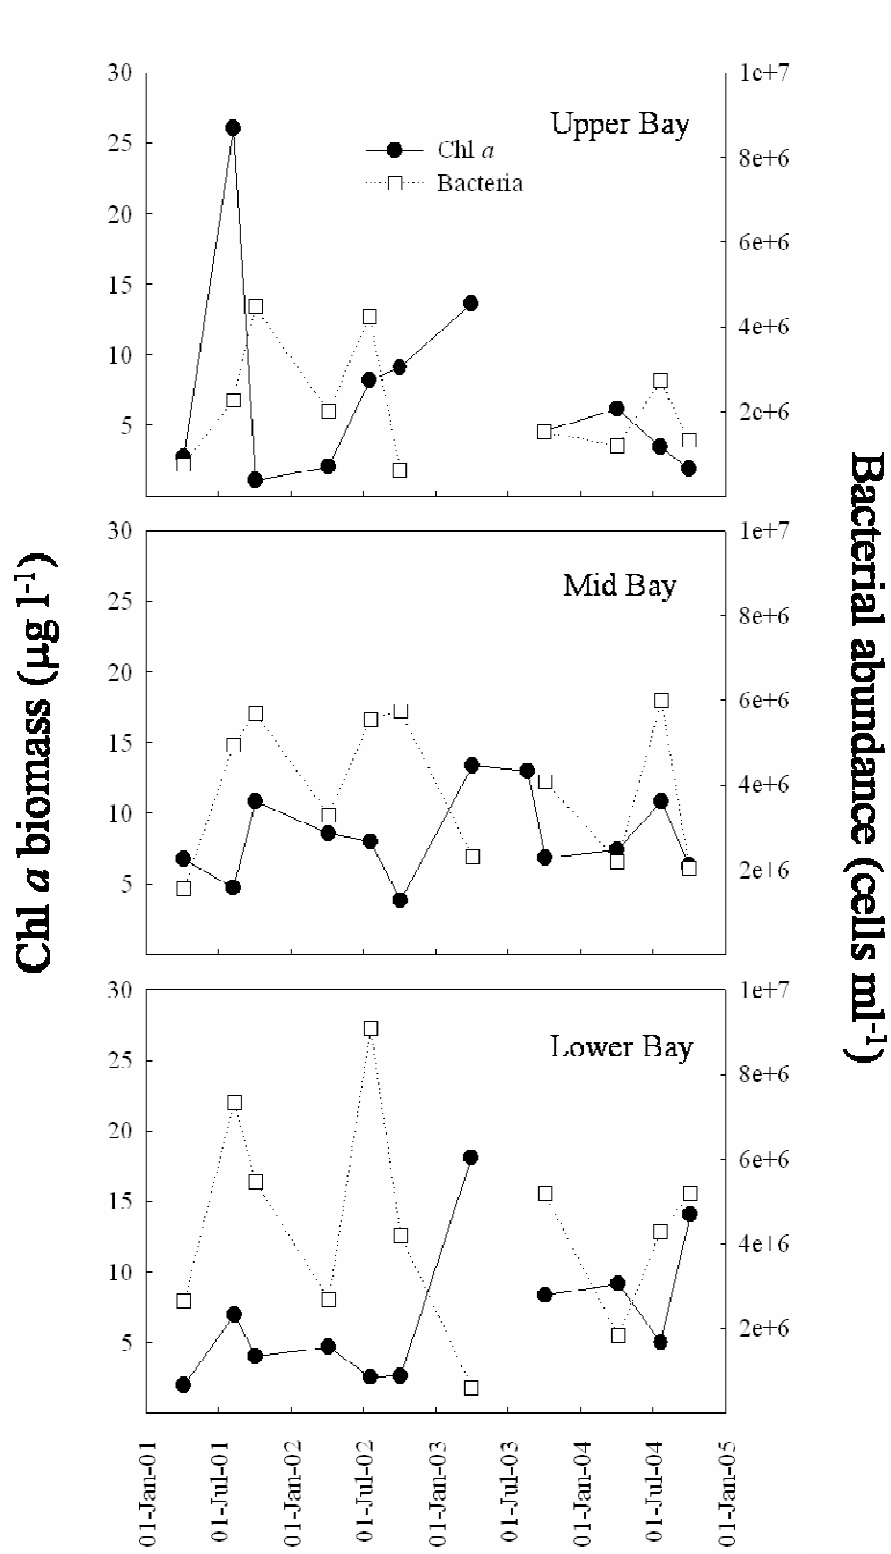 30
25
20
15
10
5
1e+7
8e+6
6e+6
4e+6
2e+6
Upper Bay
Chl a
Bacteria
30
25
20
15
10
5
1e+7
8e+6
6e+6
4e+6
2e+6
Mid Bay
30
25
20
15
10
5
1e+7
8e+6
6e+6
4e+6
2e+6
Lower Bay
Chl a biomass (µg l-1)
Bacterial abundance (cells ml-1)
01-Jan-01
01-Jul-01
01-Jan-02
01-Jul-02
01-Jan-03
01-Jul-03
01-Jan-04
01-Jul-04
01-Jan-05